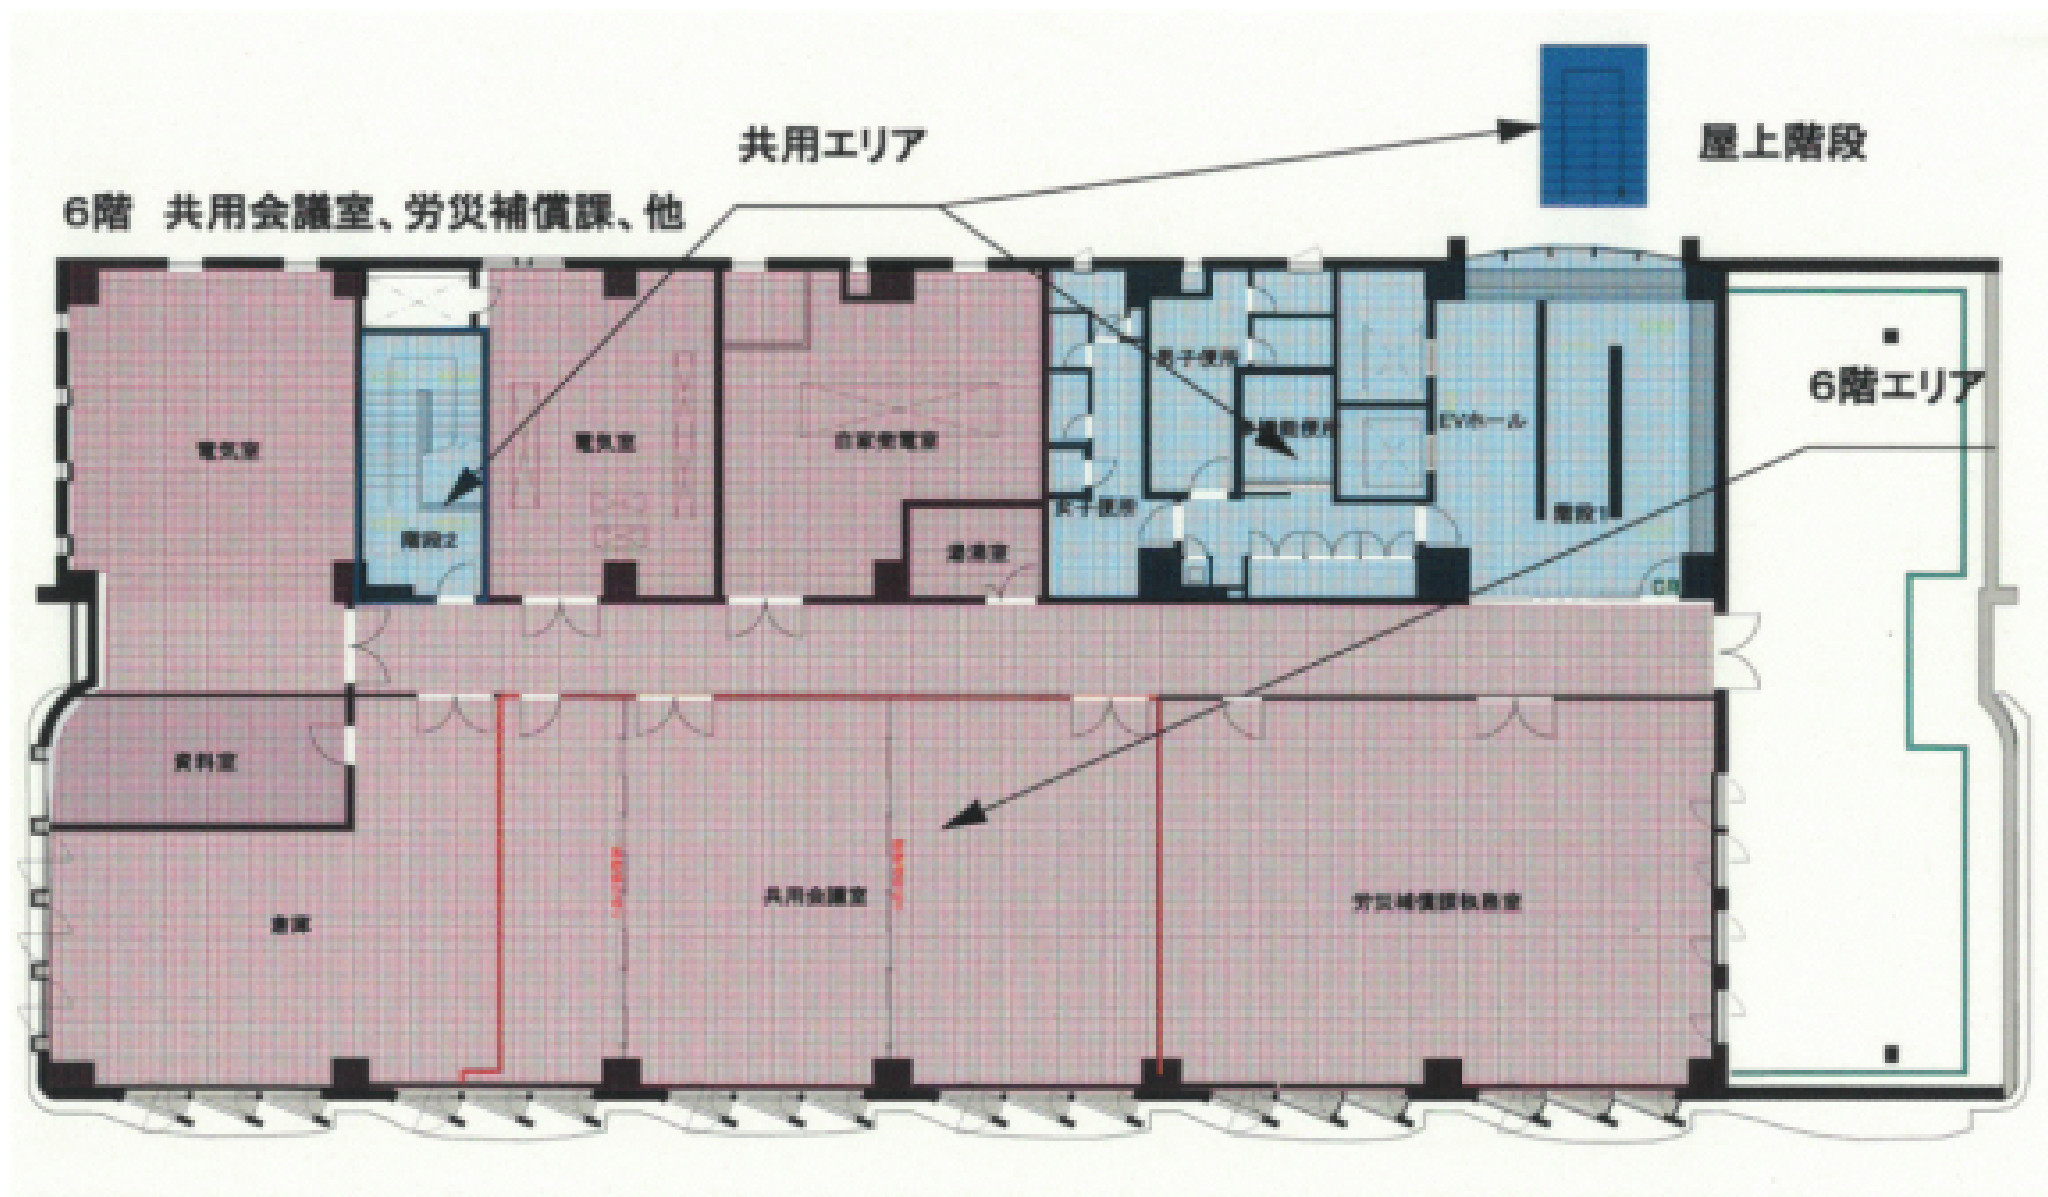 共用エリア
屋上階段
6階 共用会議室、労災補償課、他
6階エリア
男子便所
EVホール
電気室
電気室
自家発電室
女子便所
階段1
階段2
湯沸室
資料室
共用会議室
労災補償課執務室
倉庫